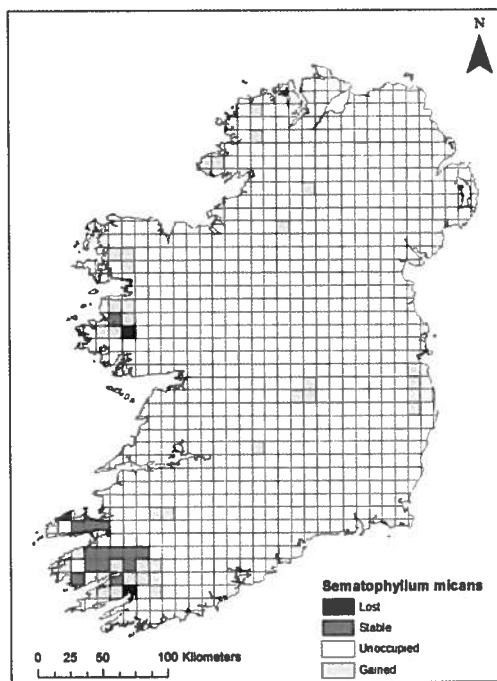 N
Sematophyllum micans
Lost
Stable
Unoccupied
Gained
0 25 50 100 Kilometers